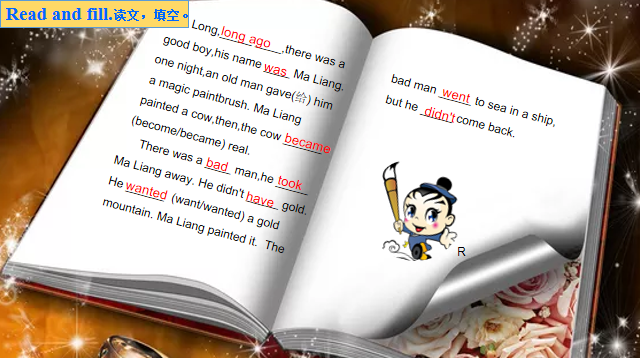 Read and fill.读文，填空。
Long,long ago,there was a
good boy,his name was Ma Liang.
one night,an old man gave(给) him
a magic paintbrush. Ma Liang
painted a cow,then,the cow became
(become/became) real.
There was a bad man,he took
Ma Liang away. He didn't have gold.
He wanted (want/wanted) a gold
mountain. Ma Liang painted it. The
bad man went to sea in a ship,
but he didn't come back.
R